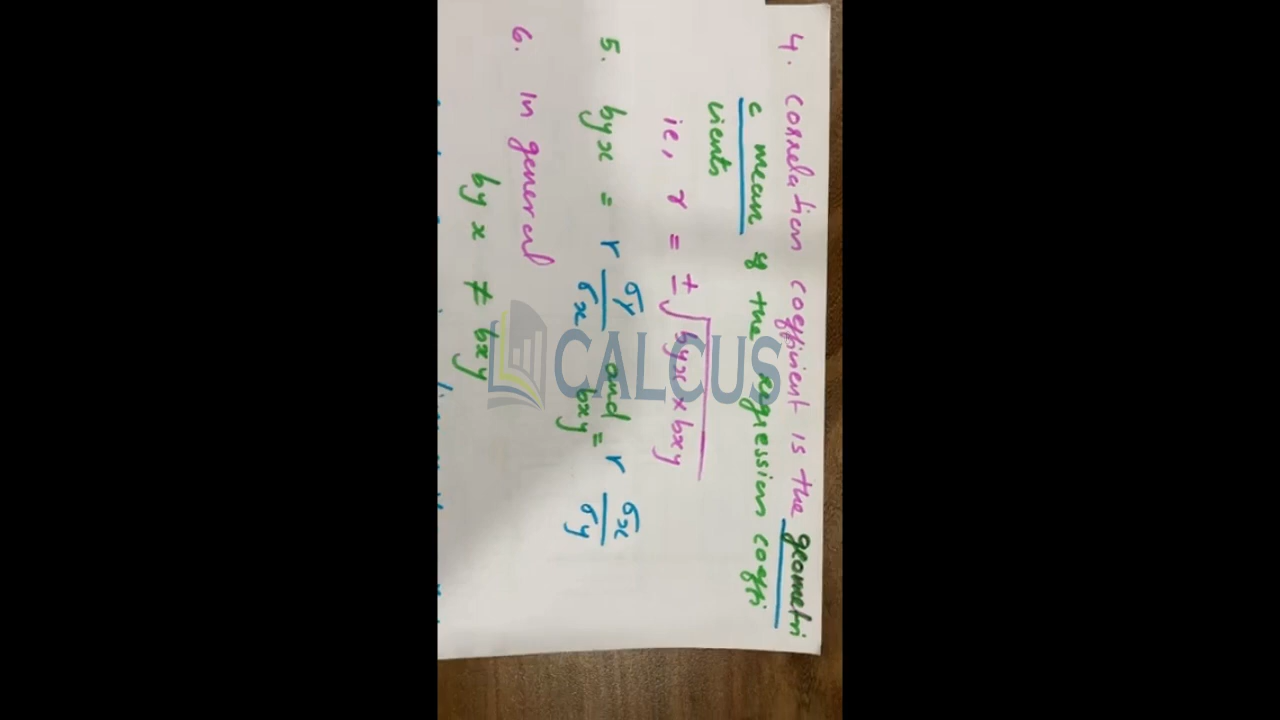 4. correlation coefficient is the geometri
c mean of the regression coeffi
cients
ie, r = ±√byx × bxy
5. byx = r σy/σx and bxy = r σx/σy
6. In general
byx ≠ bxy
CALCUS